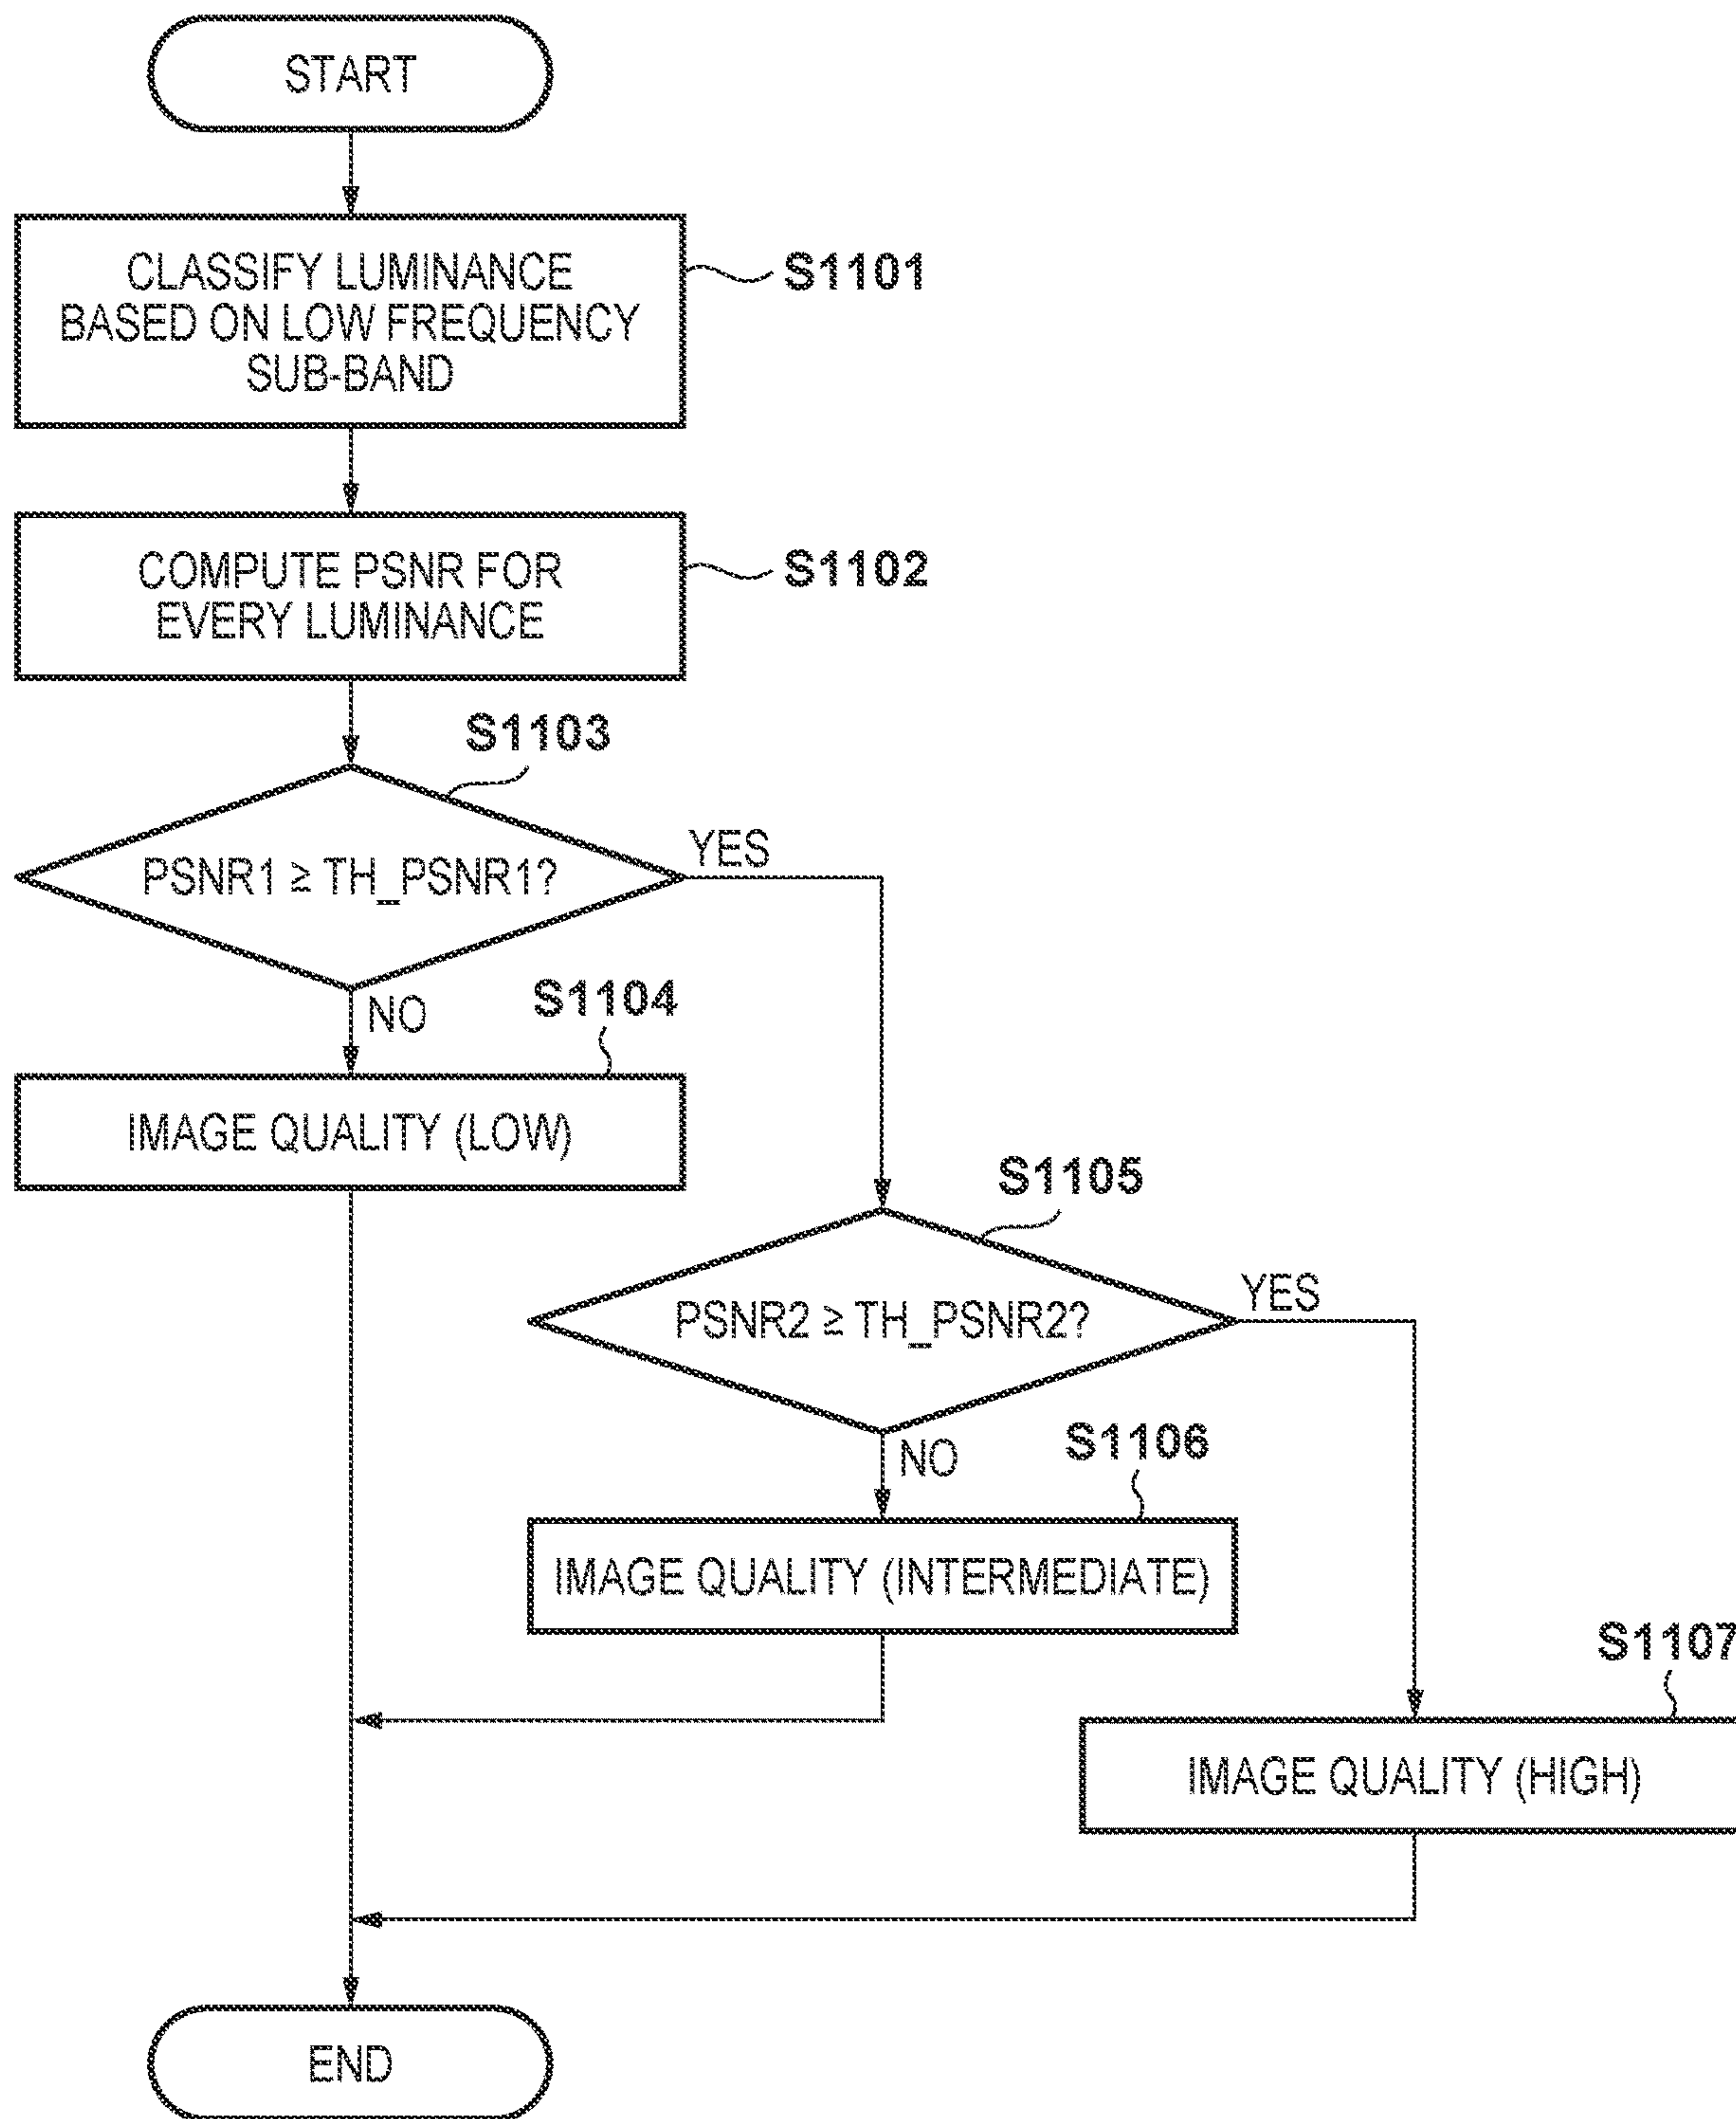 START
CLASSIFY LUMINANCE
BASED ON LOW FREQUENCY
SUB-BAND
S1101
COMPUTE PSNR FOR
EVERY LUMINANCE
S1102
S1103
PSNR1 ≥ TH_PSNR1?
YES
NO
S1104
IMAGE QUALITY (LOW)
S1105
PSNR2 ≥ TH_PSNR2?
YES
NO
S1106
IMAGE QUALITY (INTERMEDIATE)
S1107
IMAGE QUALITY (HIGH)
END